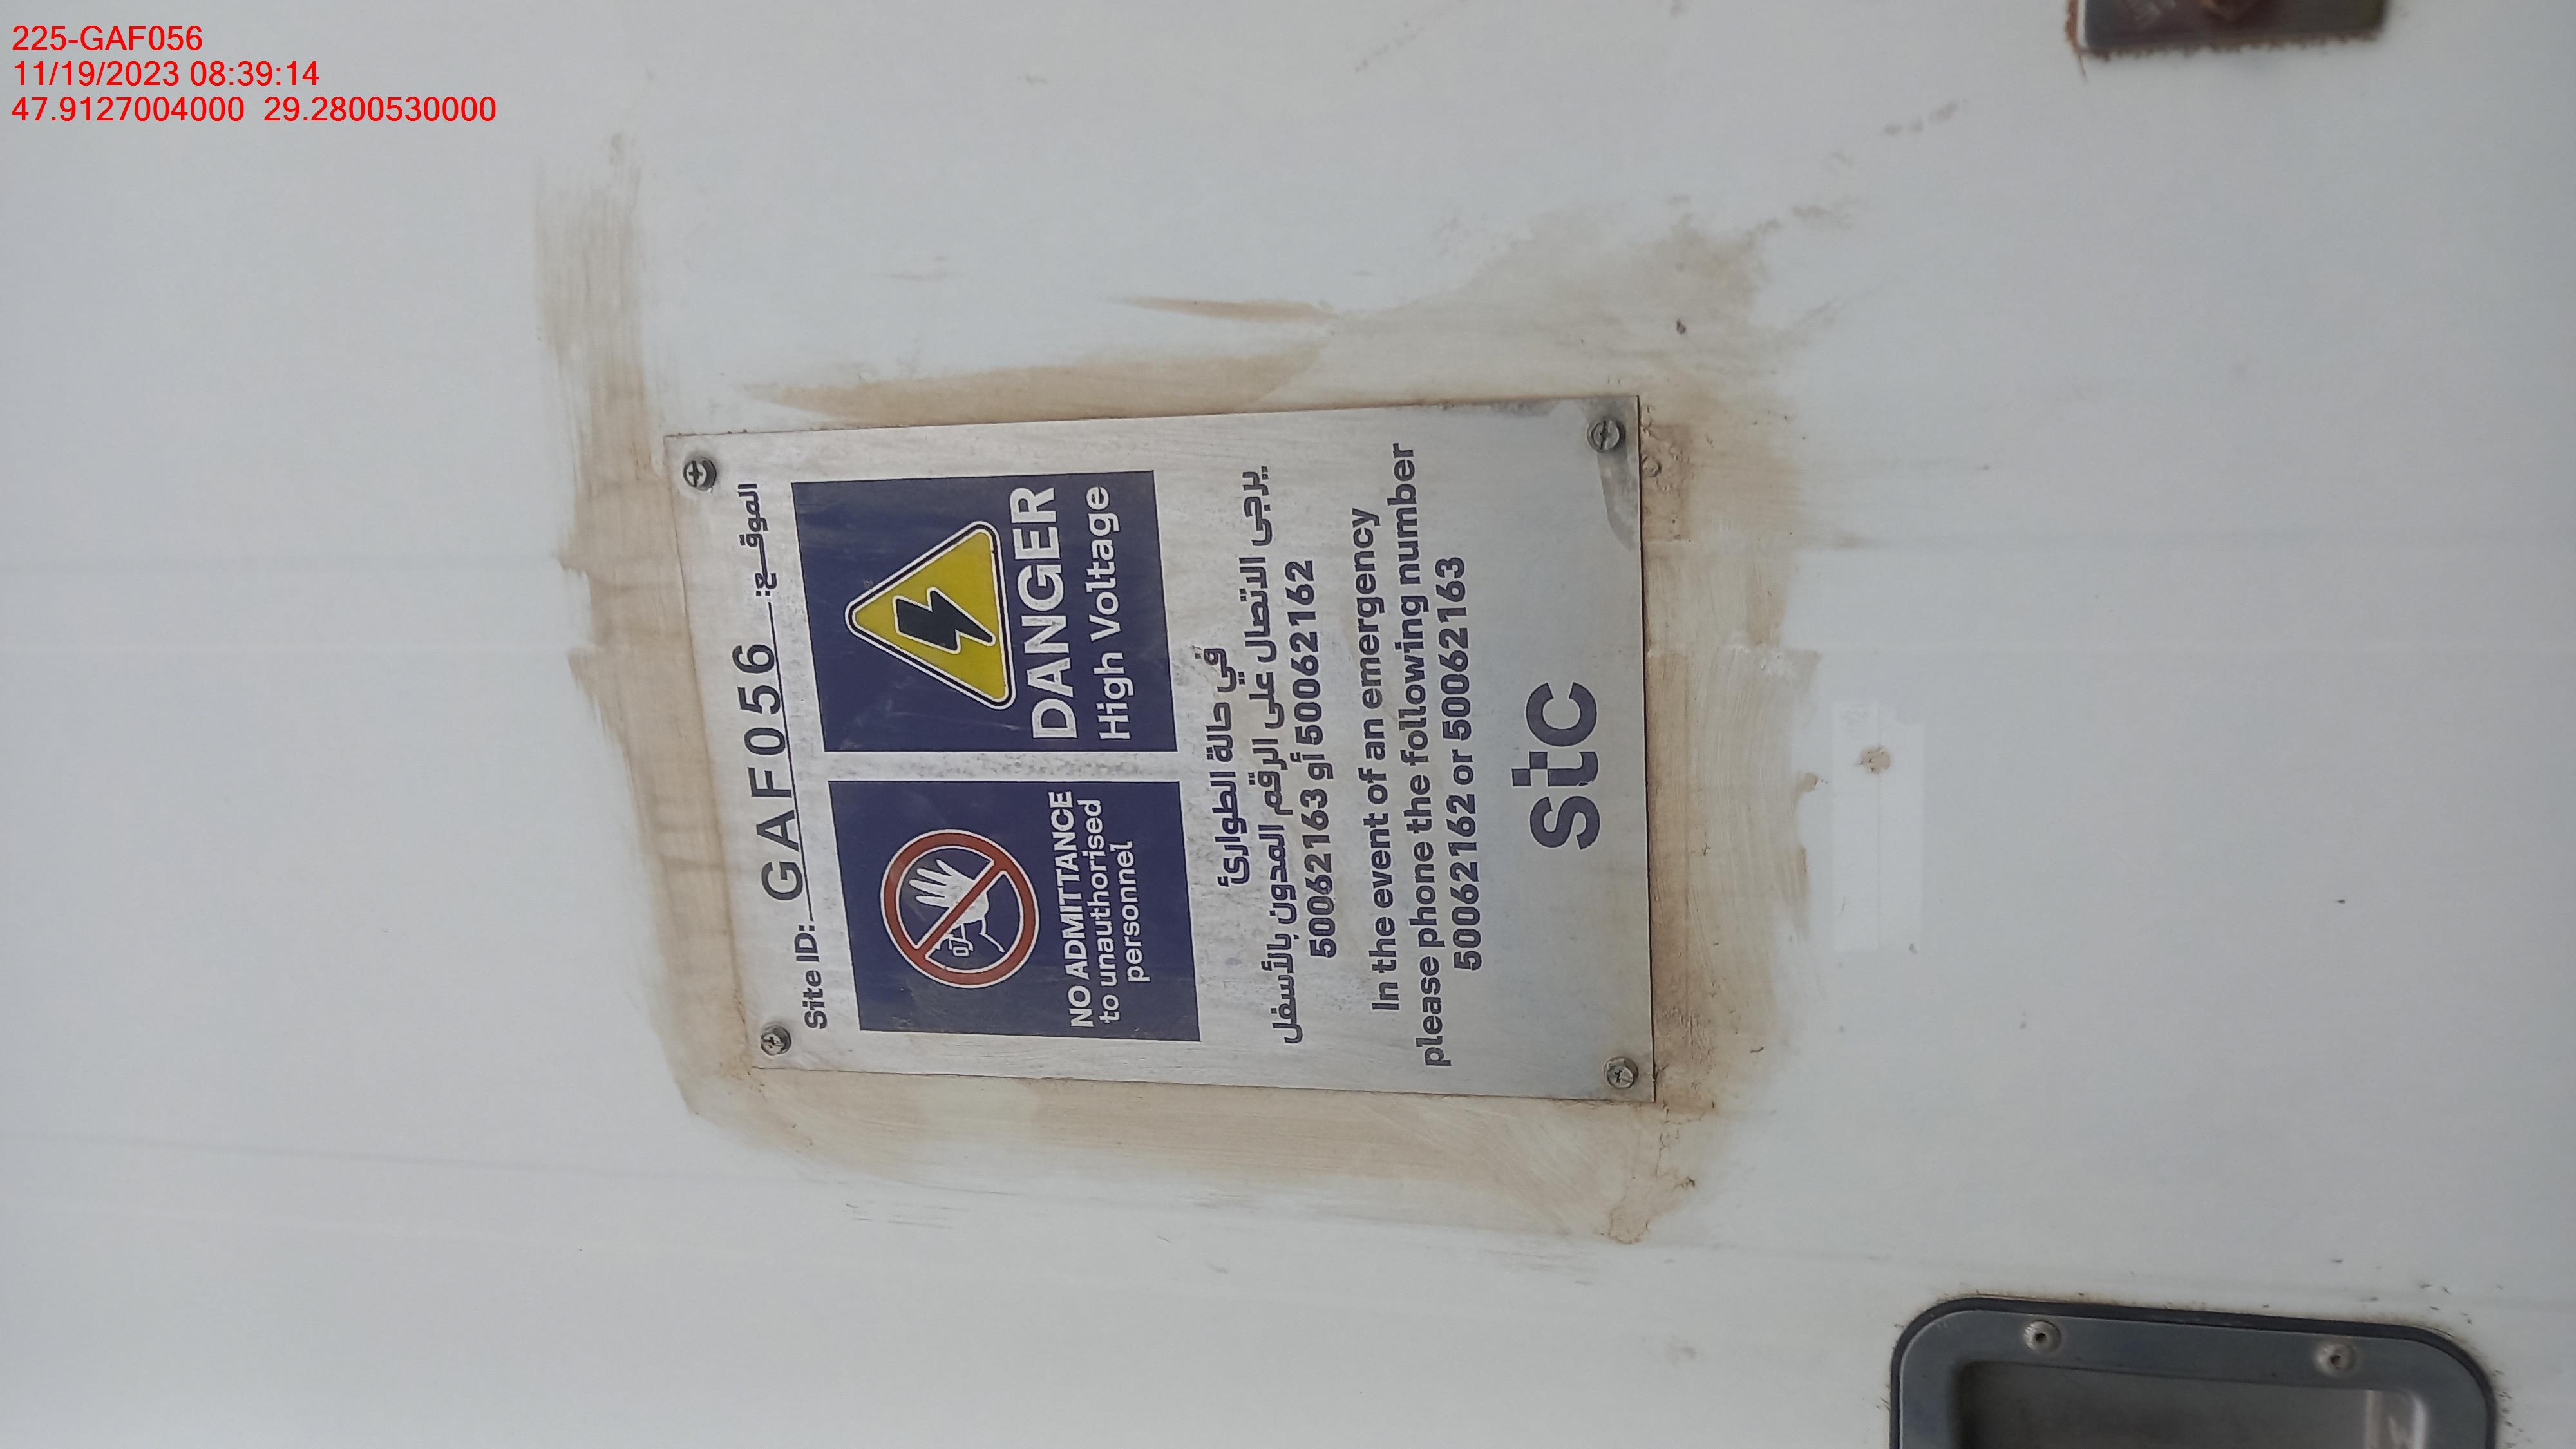 225-GAF056
11/19/2023 08:39:14
47.9127004000 29.2800530000
Site ID: GAF056 الموقـــع:
NO ADMITTANCE
to unauthorised
personnel
DANGER
High Voltage
في حالة الطوارئ
يرجى الاتصال على الرقم المدون بالأسفل
50062163 أو 50062162
In the event of an emergency
please phone the following number
50062162 or 50062163
stc